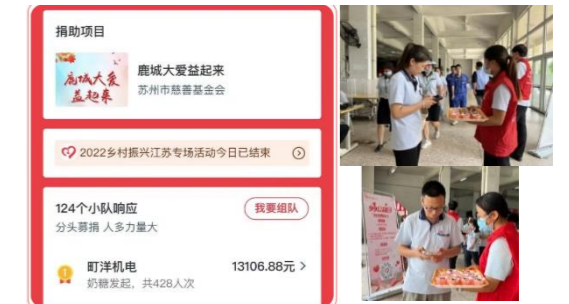 捐助项目
鹿城大爱
益起来
鹿城大爱益起来
苏州市慈善基金会
2022乡村振兴江苏专场活动今日已结束
124个小队响应
我要组队
分头募捐 人多力量大
町洋机电
13106.88元
奶糖发起，共428人次